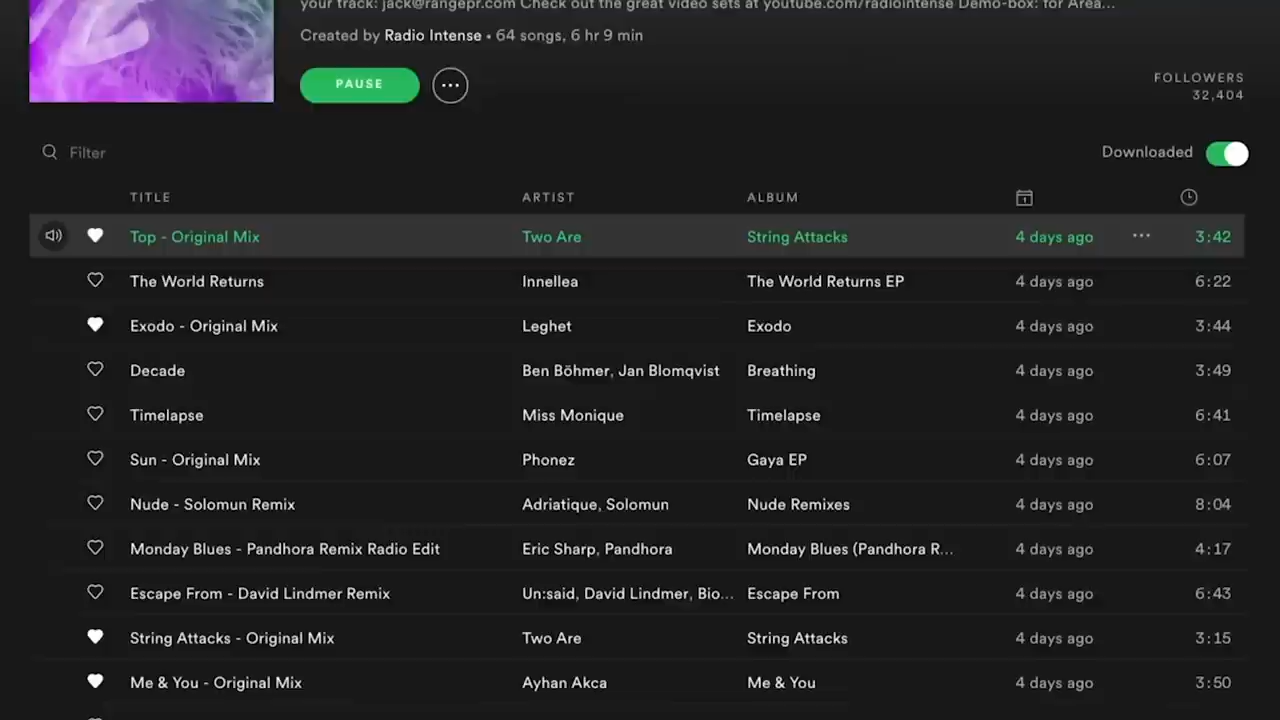 your track: jack@rangepr.com Check out the great video sets at youtube.com/radiointense Demo-box: for Area...
Created by Radio Intense • 64 songs, 6 hr 9 min
PAUSE
FOLLOWERS
32,404
Filter
Downloaded
TITLE ARTIST ALBUM
Top - Original Mix Two Are String Attacks 4 days ago 3:42
The World Returns Innellea The World Returns EP 4 days ago 6:22
Exodo - Original Mix Leghet Exodo 4 days ago 3:44
Decade Ben Böhmer, Jan Blomqvist Breathing 4 days ago 3:49
Timelapse Miss Monique Timelapse 4 days ago 6:41
Sun - Original Mix Phonez Gaya EP 4 days ago 6:07
Nude - Solomun Remix Adriatique, Solomun Nude Remixes 4 days ago 8:04
Monday Blues - Pandhora Remix Radio Edit Eric Sharp, Pandhora Monday Blues (Pandhora R... 4 days ago 4:17
Escape From - David Lindmer Remix Un:said, David Lindmer, Bio... Escape From 4 days ago 6:43
String Attacks - Original Mix Two Are String Attacks 4 days ago 3:15
Me & You - Original Mix Ayhan Akca Me & You 4 days ago 3:50